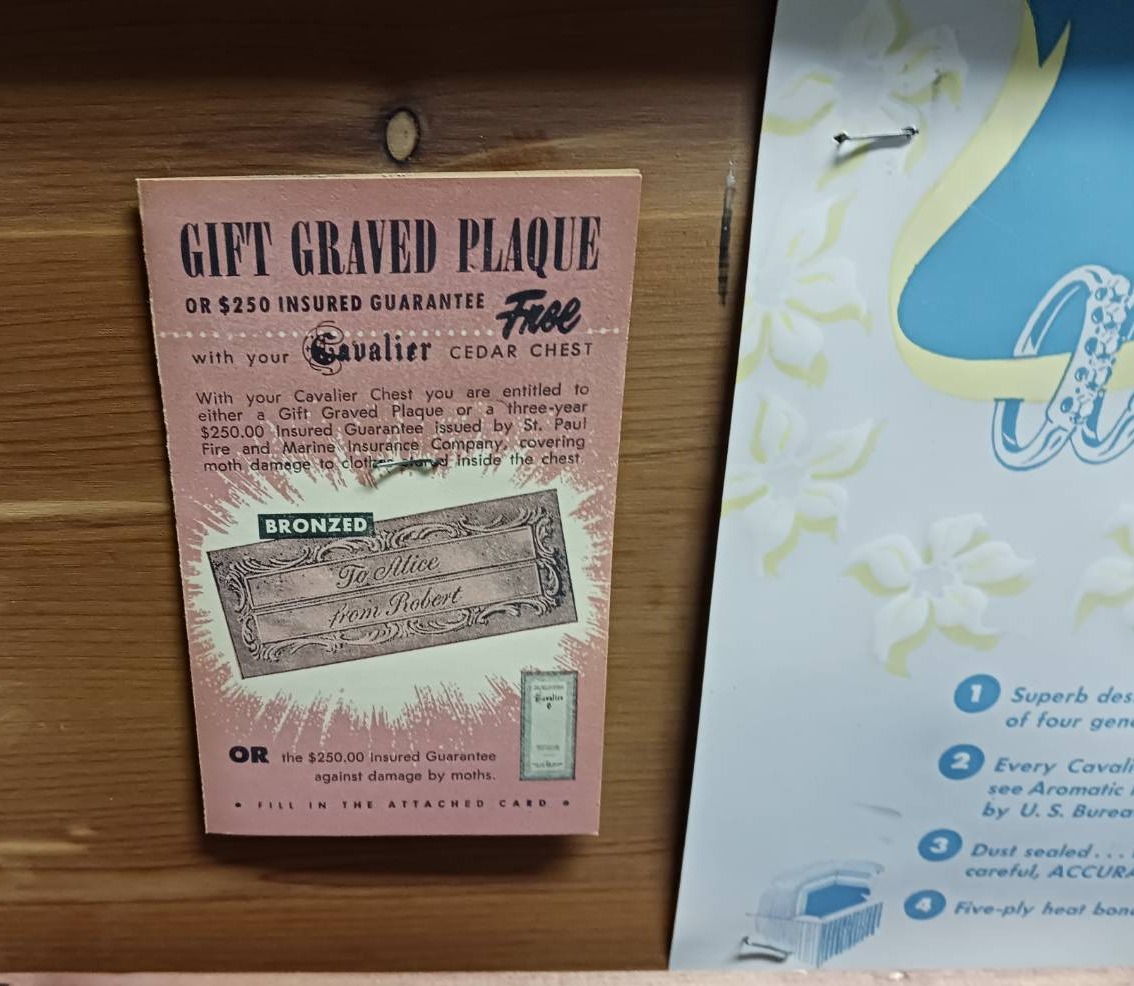 GIFT GRAVED PLAQUE
OR $250 INSURED GUARANTEE Free
with your Cavalier CEDAR CHEST
With your Cavalier Chest you are entitled to
either a Gift Graved Plaque or a three-year
$250.00 Insured Guarantee issued by St. Paul
Fire and Marine Insurance Company, covering
moth damage to clothes stored inside the chest.
BRONZED
To Alice
from Robert
Cavalier
OR the $250.00 Insured Guarantee
against damage by moths.
• FILL IN THE ATTACHED CARD •
1 Superb des
of four gene
2 Every Cavali
see Aromatic
by U. S. Burea
3 Dust sealed...
careful, ACCURA
4 Five-ply heat bon